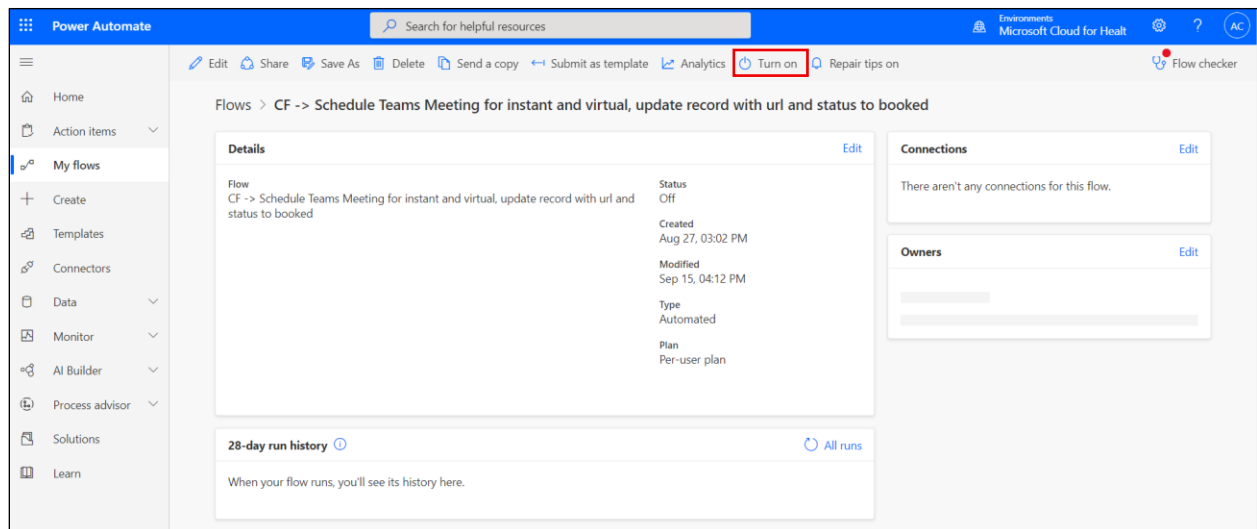 Power Automate
Search for helpful resources
Environments
Microsoft Cloud for Healt
?
AC
Edit
Share
Save As
Delete
Send a copy
Submit as template
Analytics
Turn on
Repair tips on
Flow checker
Home
Action items
My flows
Create
Templates
Connectors
Data
Monitor
AI Builder
Process advisor
Solutions
Learn
Flows > CF -> Schedule Teams Meeting for instant and virtual, update record with url and status to booked
Details
Edit
Flow
CF -> Schedule Teams Meeting for instant and virtual, update record with url and
status to booked
Status
Off
Created
Aug 27, 03:02 PM
Modified
Sep 15, 04:12 PM
Type
Automated
Plan
Per-user plan
Connections
Edit
There aren't any connections for this flow.
Owners
Edit
28-day run history
All runs
When your flow runs, you'll see its history here.